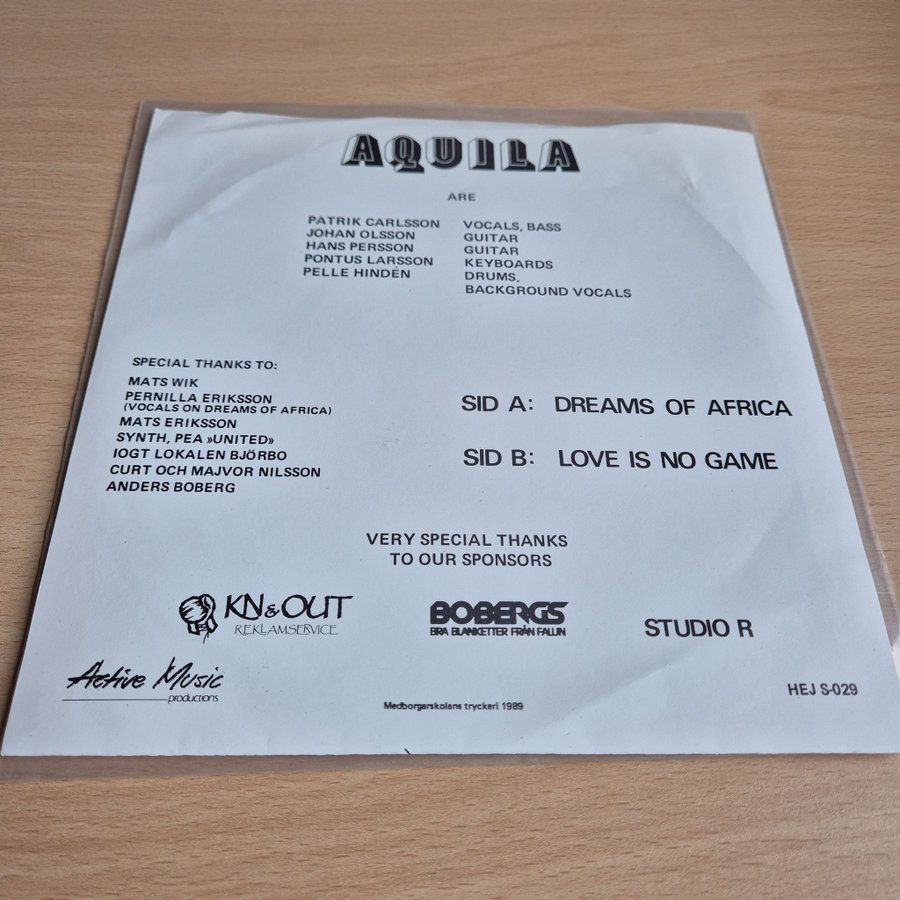 AQUILA
ARE
PATRIK CARLSSON VOCALS, BASS
JOHAN OLSSON GUITAR
HANS PERSSON GUITAR
PONTUS LARSSON KEYBOARDS
PELLE HINDÉN DRUMS,
BACKGROUND VOCALS
SPECIAL THANKS TO:
MATS WIK
PERNILLA ERIKSSON
(VOCALS ON DREAMS OF AFRICA)
MATS ERIKSSON
SYNTH, PEA »UNITED»
IOGT LOKALEN BJÖRBO
CURT OCH MAJVOR NILSSON
ANDERS BOBERG
SID A: DREAMS OF AFRICA
SID B: LOVE IS NO GAME
VERY SPECIAL THANKS
TO OUR SPONSORS
KN&OUT
REKLAMSERVICE
BOBERGS
BRA BLANKETTER FRÅN FALUN
STUDIO R
Active Music
productions
Medborgarskolans tryckeri 1989
HEJ S-029